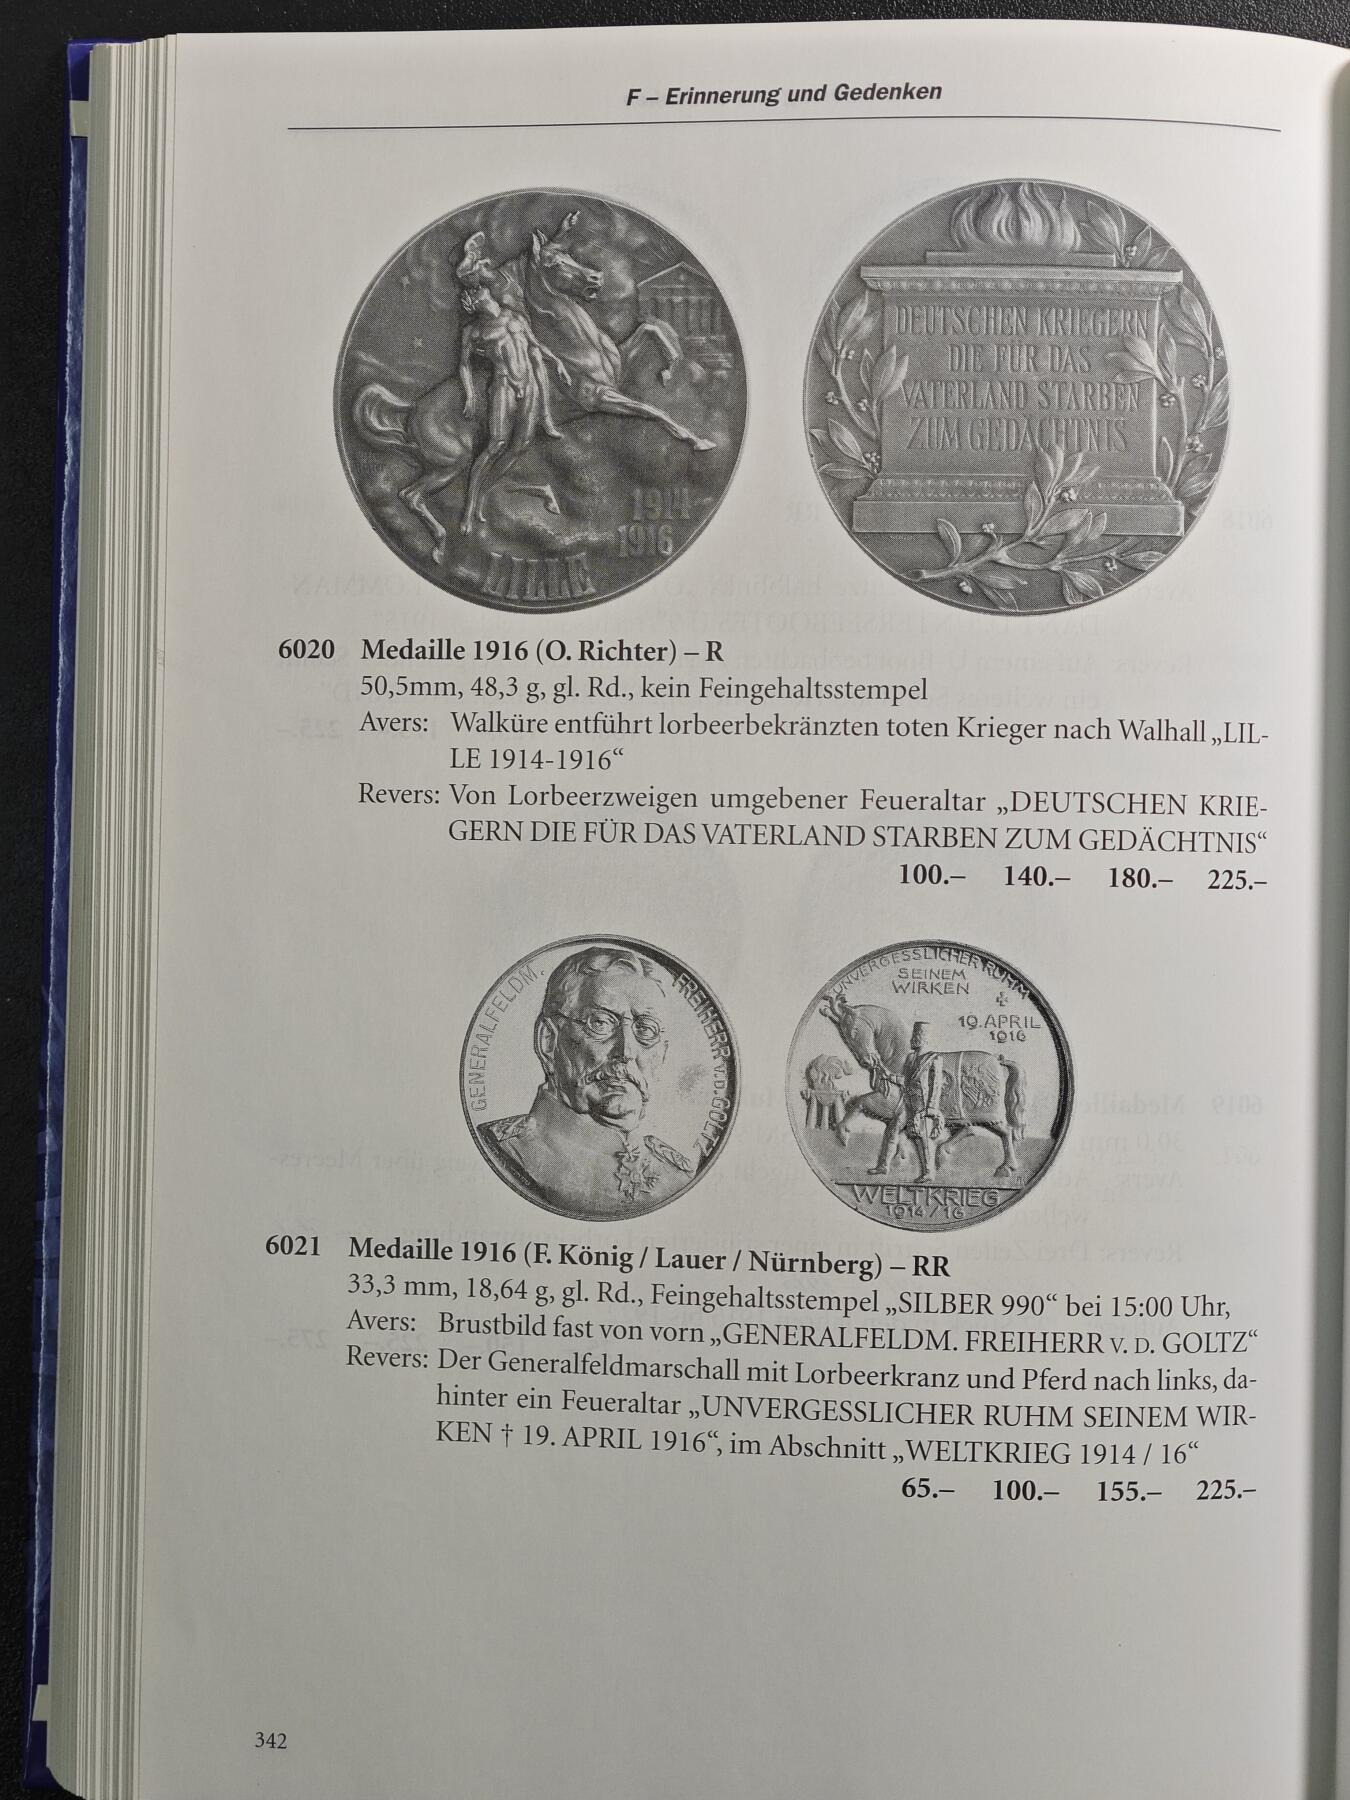 F – Erinnerung und Gedenken
1914
1916
LILLE
DEUTSCHEN KRIEGERN
DIE FÜR DAS
VATERLAND STARBEN
ZUM GEDÄCHTNIS
6020 Medaille 1916 (O. Richter) – R
50,5mm, 48,3 g, gl. Rd., kein Feingehaltsstempel
Avers: Walküre entführt lorbeerbekränzten toten Krieger nach Walhall „LIL-
LE 1914-1916“
Revers: Von Lorbeerzweigen umgebener Feueraltar „DEUTSCHEN KRIE-
GERN DIE FÜR DAS VATERLAND STARBEN ZUM GEDÄCHTNIS“
100.– 140.– 180.– 225.–
GENERALFELDM. FREIHERR V.D. GOLTZ
UNVERGESSLICHER RUHM
SEINEM
WIRKEN
19. APRIL
1916
WELTKRIEG
1914/16
6021 Medaille 1916 (F. König / Lauer / Nürnberg) – RR
33,3 mm, 18,64 g, gl. Rd., Feingehaltsstempel „SILBER 990“ bei 15:00 Uhr,
Avers: Brustbild fast von vorn „GENERALFELDM. FREIHERR V. D. GOLTZ“
Revers: Der Generalfeldmarschall mit Lorbeerkranz und Pferd nach links, da-
hinter ein Feueraltar „UNVERGESSLICHER RUHM SEINEM WIR-
KEN † 19. APRIL 1916“, im Abschnitt „WELTKRIEG 1914 / 16“
65.– 100.– 155.– 225.–
342